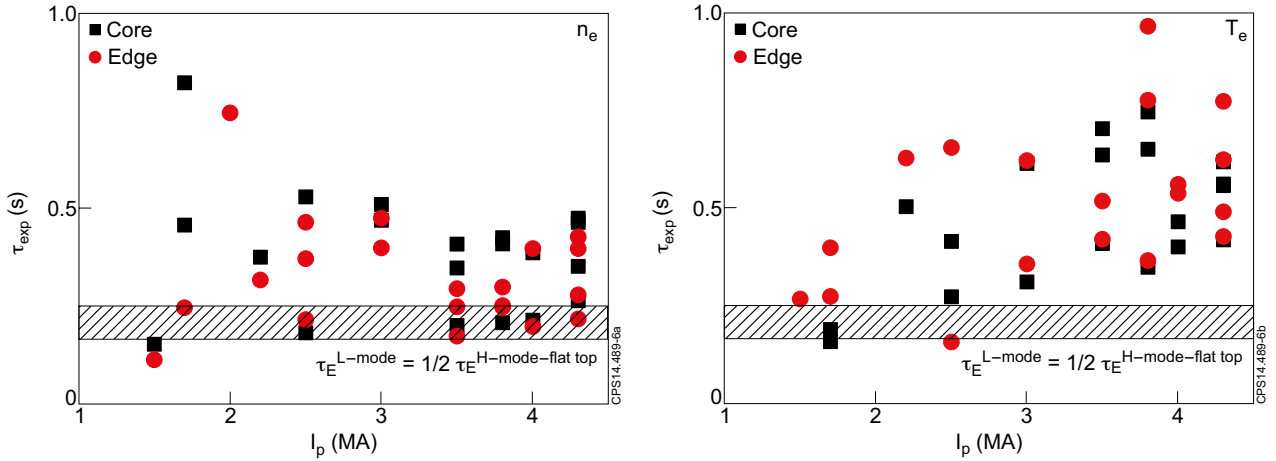 1.0
Core
Edge
n_e
0.5
τ_exp (s)
τ_E^L−mode = 1/2 τ_E^H−mode−flat top
CPS14.489-6a
0
1
2
3
4
I_p (MA)
1.0
Core
Edge
T_e
0.5
τ_exp (s)
τ_E^L−mode = 1/2 τ_E^H−mode−flat top
CPS14.489-6b
0
1
2
3
4
I_p (MA)